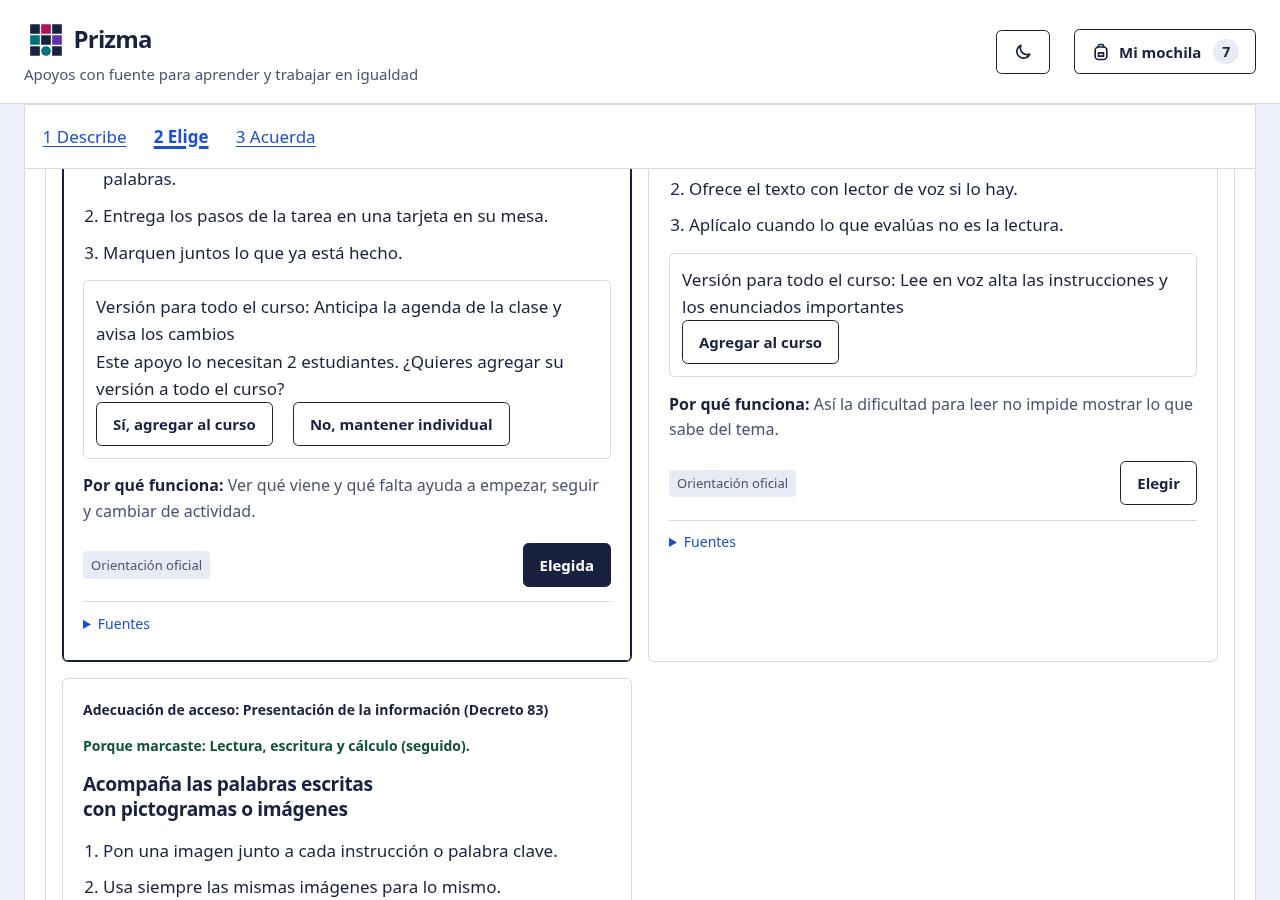 Prizma
Apoyos con fuente para aprender y trabajar en igualdad
Mi mochila 7
1 Describe
2 Elige
3 Acuerda
palabras.
2. Entrega los pasos de la tarea en una tarjeta en su mesa.
3. Marquen juntos lo que ya está hecho.
Versión para todo el curso: Anticipa la agenda de la clase y
avisa los cambios
Este apoyo lo necesitan 2 estudiantes. ¿Quieres agregar su
versión a todo el curso?
Sí, agregar al curso
No, mantener individual
Por qué funciona: Ver qué viene y qué falta ayuda a empezar, seguir
y cambiar de actividad.
Orientación oficial
Elegida
Fuentes
2. Ofrece el texto con lector de voz si lo hay.
3. Aplícalo cuando lo que evalúas no es la lectura.
Versión para todo el curso: Lee en voz alta las instrucciones y
los enunciados importantes
Agregar al curso
Por qué funciona: Así la dificultad para leer no impide mostrar lo que
sabe del tema.
Orientación oficial
Elegir
Fuentes
Adecuación de acceso: Presentación de la información (Decreto 83)
Porque marcaste: Lectura, escritura y cálculo (seguido).
Acompaña las palabras escritas
con pictogramas o imágenes
1. Pon una imagen junto a cada instrucción o palabra clave.
2. Usa siempre las mismas imágenes para lo mismo.